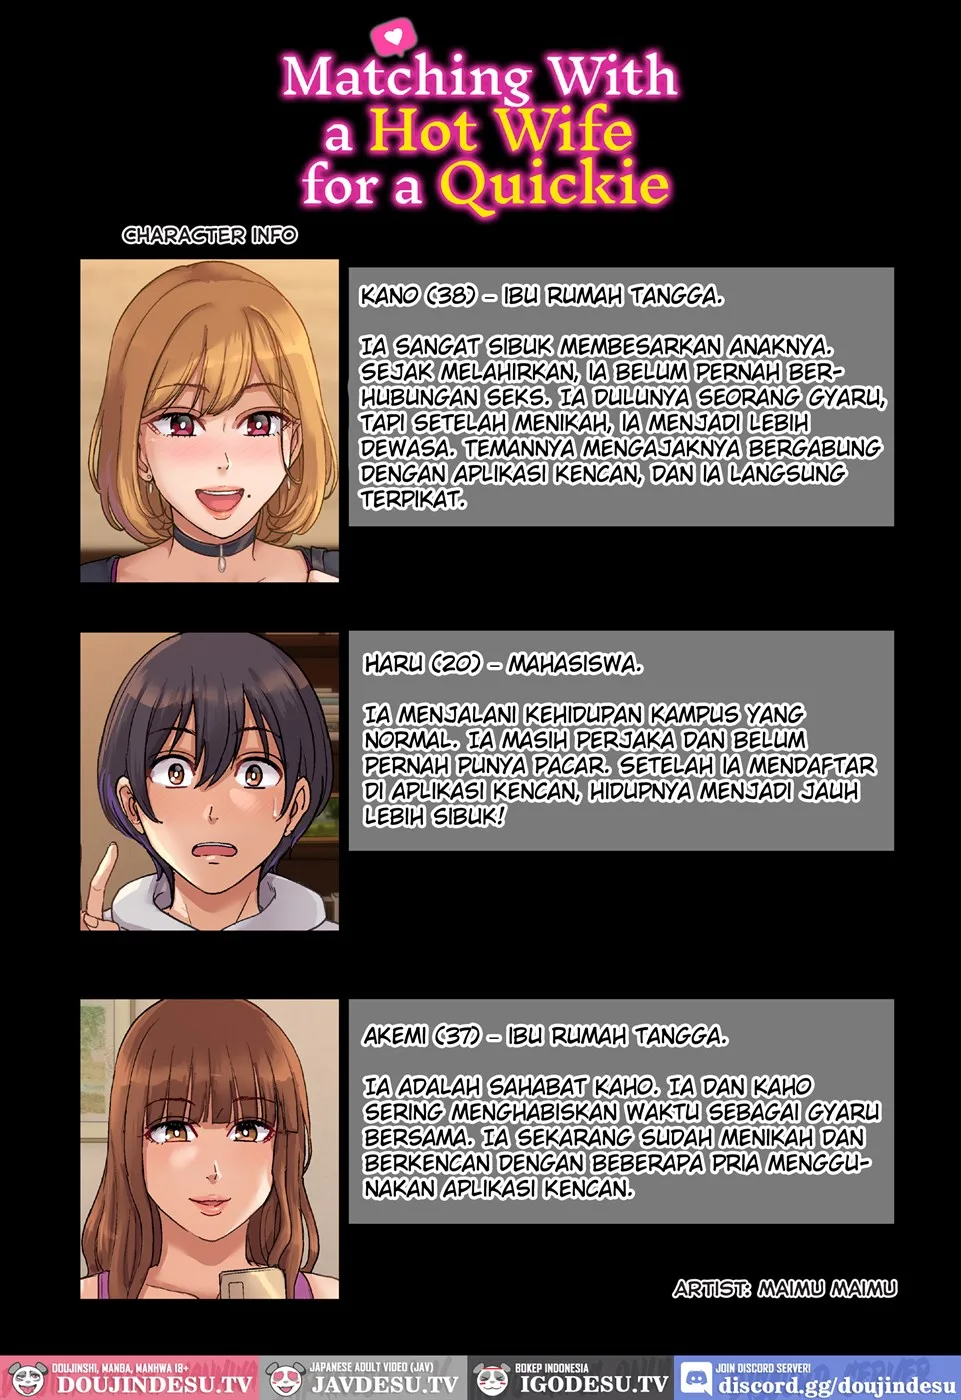 Matching With
a Hot Wife
for a Quickie
CHARACTER INFO
KANO (38) – IBU RUMAH TANGGA.
IA SANGAT SIBUK MEMBESARKAN ANAKNYA.
SEJAK MELAHIRKAN, IA BELUM PERNAH BER-
HUBUNGAN SEKS. IA DULUNYA SEORANG GYARU,
TAPI SETELAH MENIKAH, IA MENJADI LEBIH
DEWASA. TEMANNYA MENGAJAKNYA BERGABUNG
DENGAN APLIKASI KENCAN, DAN IA LANGSUNG
TERPIKAT.
HARU (20) – MAHASISWA.
IA MENJALANI KEHIDUPAN KAMPUS YANG
NORMAL. IA MASIH PERJAKA DAN BELUM
PERNAH PUNYA PACAR. SETELAH IA MENDAFTAR
DI APLIKASI KENCAN, HIDUPNYA MENJADI JAUH
LEBIH SIBUK!
AKEMI (37) – IBU RUMAH TANGGA.
IA ADALAH SAHABAT KAHO. IA DAN KAHO
SERING MENGHABISKAN WAKTU SEBAGAI GYARU
BERSAMA. IA SEKARANG SUDAH MENIKAH DAN
BERKENCAN DENGAN BEBERAPA PRIA MENGGU-
NAKAN APLIKASI KENCAN.
ARTIST: MAIMU MAIMU
DOUJINSHI, MANGA, MANHWA 18+
DOUJINDESU.TV
JAPANESE ADULT VIDEO (JAV)
JAVDESU.TV
BOKEP INDONESIA
IGODESU.TV
JOIN DISCORD SERVER!
discord.gg/doujindesu